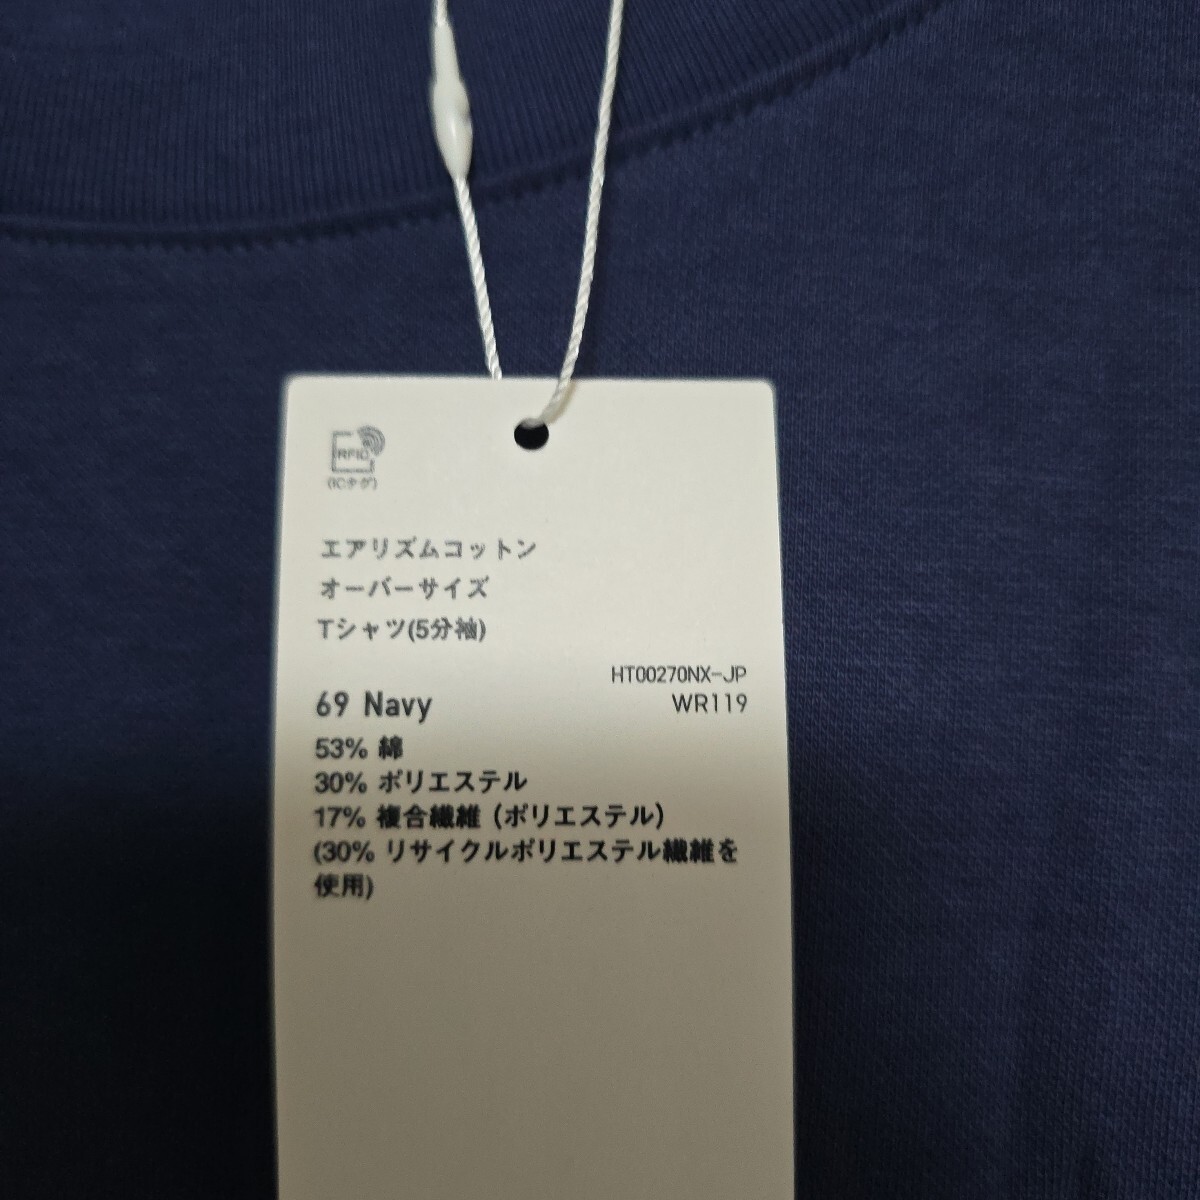 RFID
(ICタグ)
エアリズムコットン
オーバーサイズ
Tシャツ(5分袖)
HT00270NX-JP
69 Navy
WR119
53% 綿
30% ポリエステル
17% 複合繊維 (ポリエステル)
(30% リサイクルポリエステル繊維を
使用)